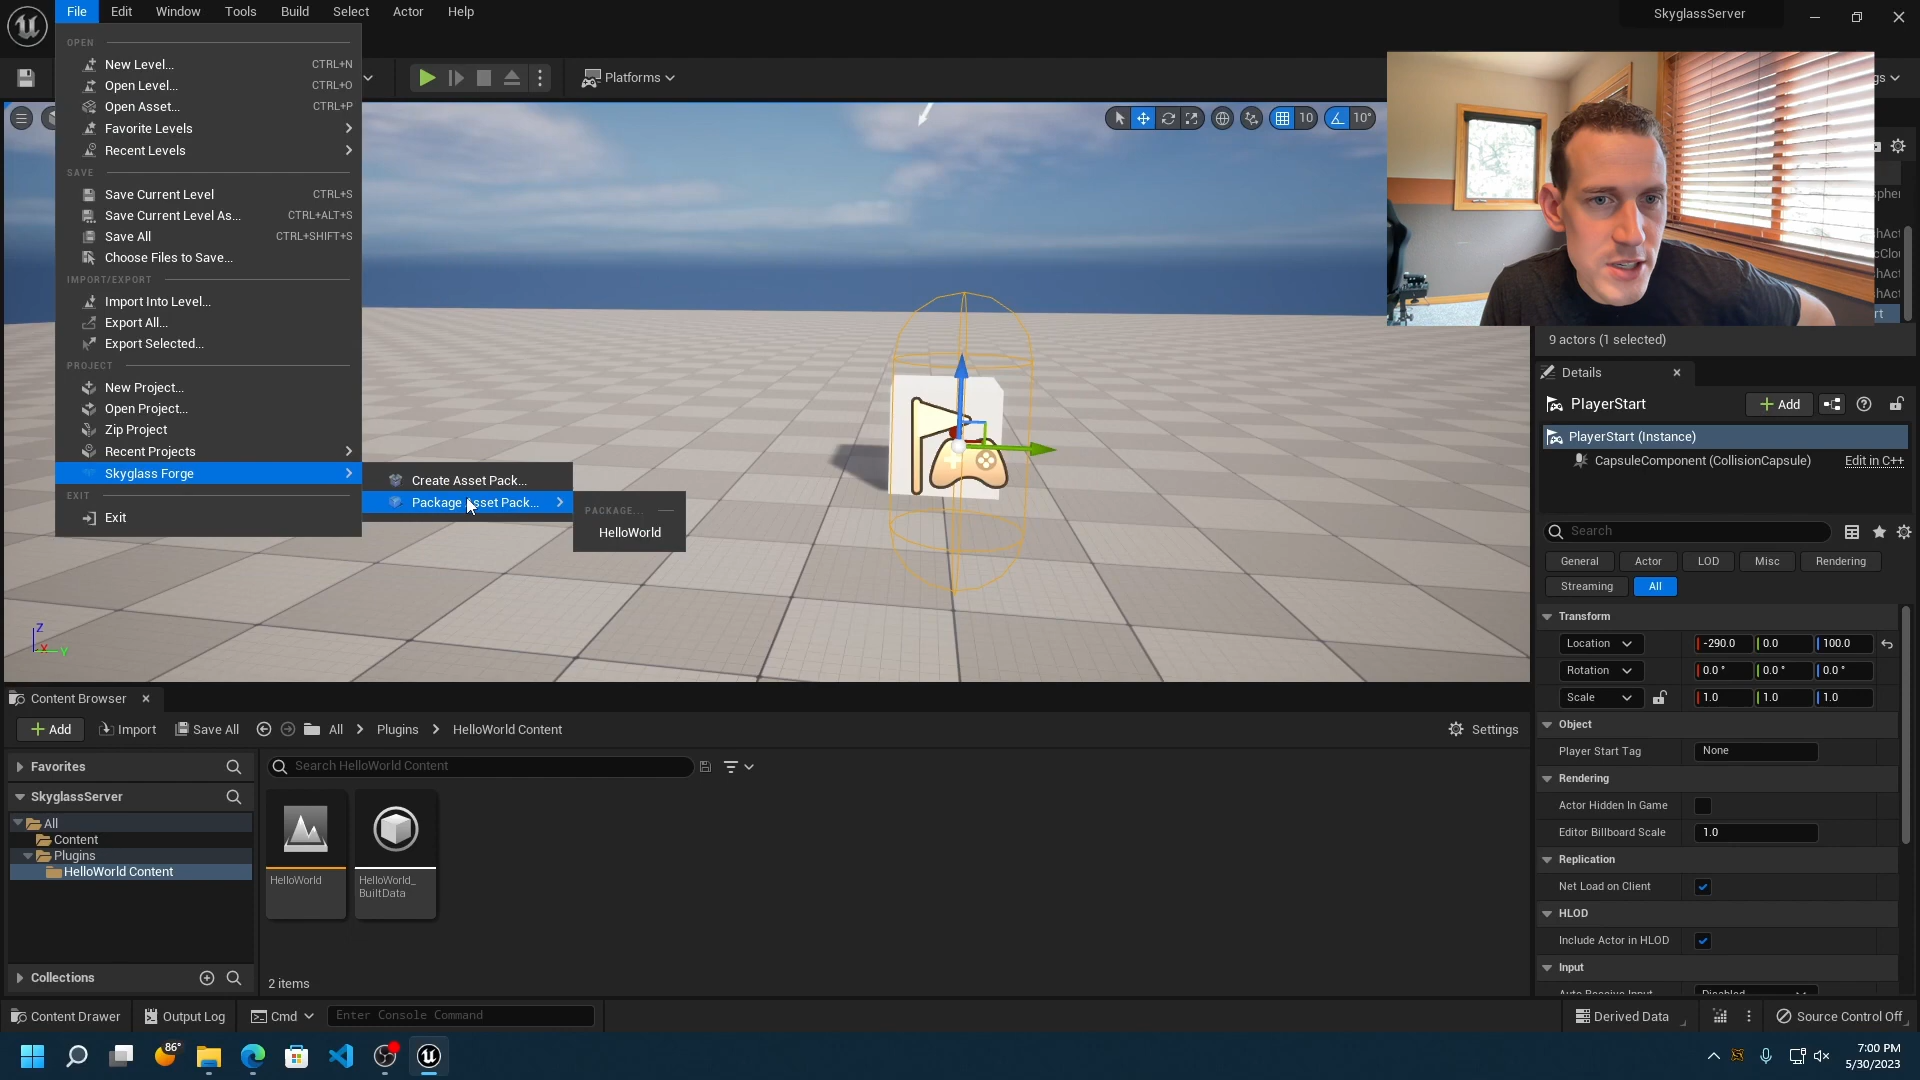 File Edit Window Tools Build Select Actor Help
SkyglassServer
OPEN
New Level... CTRL+N
Open Level... CTRL+O
Open Asset... CTRL+P
Favorite Levels
Recent Levels
SAVE
Save Current Level CTRL+S
Save Current Level As... CTRL+ALT+S
Save All CTRL+SHIFT+S
Choose Files to Save...
IMPORT/EXPORT
Import Into Level...
Export All...
Export Selected...
PROJECT
New Project...
Open Project...
Zip Project
Recent Projects
Skyglass Forge
EXIT
Exit
Create Asset Pack...
Package Asset Pack...
PACKAGE...
HelloWorld
Platforms
10
10°
Z
X
Y
9 actors (1 selected)
Details
PlayerStart
Add
PlayerStart (Instance)
CapsuleComponent (CollisionCapsule) Edit in C++
Search
General Actor LOD Misc Rendering
Streaming All
Transform
Location -290.0 0.0 100.0
Rotation 0.0° 0.0° 0.0°
Scale 1.0 1.0 1.0
Object
Player Start Tag None
Rendering
Actor Hidden In Game
Editor Billboard Scale 1.0
Replication
Net Load on Client
HLOD
Include Actor in HLOD
Input
Auto Receive Input Disabled
Content Browser
Add Import Save All All Plugins HelloWorld Content Settings
Favorites
SkyglassServer
All
Content
Plugins
HelloWorld Content
Collections
Search HelloWorld Content
HelloWorld
HelloWorld_
BuiltData
2 items
Content Drawer Output Log Cmd Enter Console Command Derived Data Source Control Off
86°
7:00 PM
5/30/2023